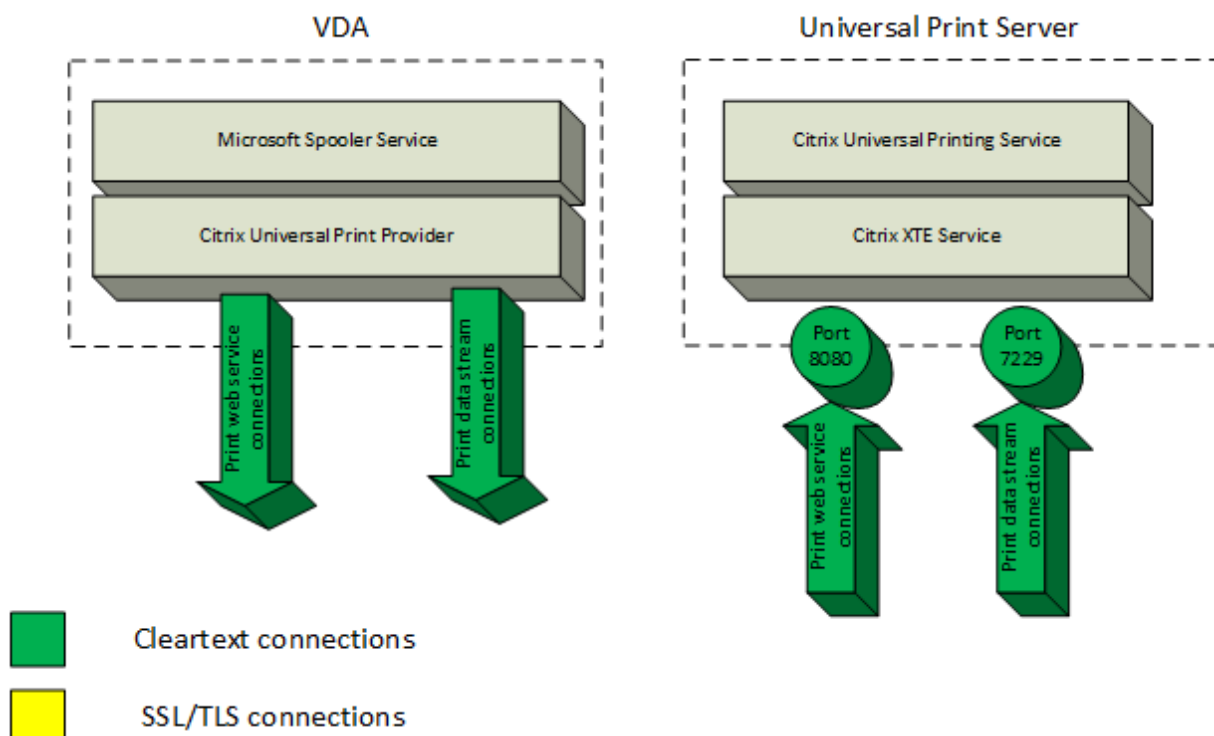 VDA
Universal Print Server
Microsoft Spooler Service
Citrix Universal Print Provider
Citrix Universal Printing Service
Citrix XTE Service
Print web service
connections
Print data stream
connections
Port
8080
Port
7229
Print web service
connections
Print data stream
connections
Cleartext connections
SSL/TLS connections